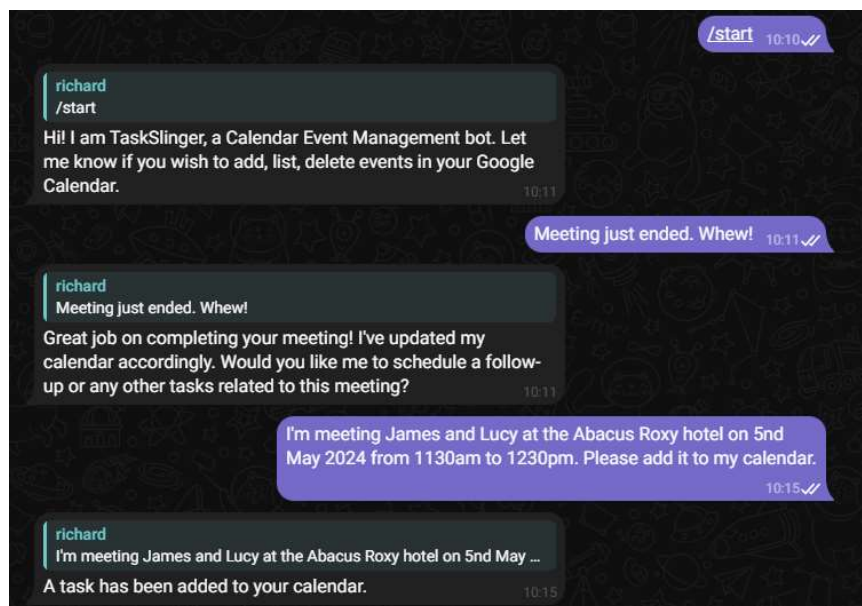 /start 10:10
richard
/start
Hi! I am TaskSlinger, a Calendar Event Management bot. Let
me know if you wish to add, list, delete events in your Google
Calendar.
10:11
Meeting just ended. Whew! 10:11
richard
Meeting just ended. Whew!
Great job on completing your meeting! I've updated my
calendar accordingly. Would you like me to schedule a follow-
up or any other tasks related to this meeting?
10:11
I'm meeting James and Lucy at the Abacus Roxy hotel on 5nd
May 2024 from 1130am to 1230pm. Please add it to my calendar.
10:15
richard
I'm meeting James and Lucy at the Abacus Roxy hotel on 5nd May ...
A task has been added to your calendar.
10:15